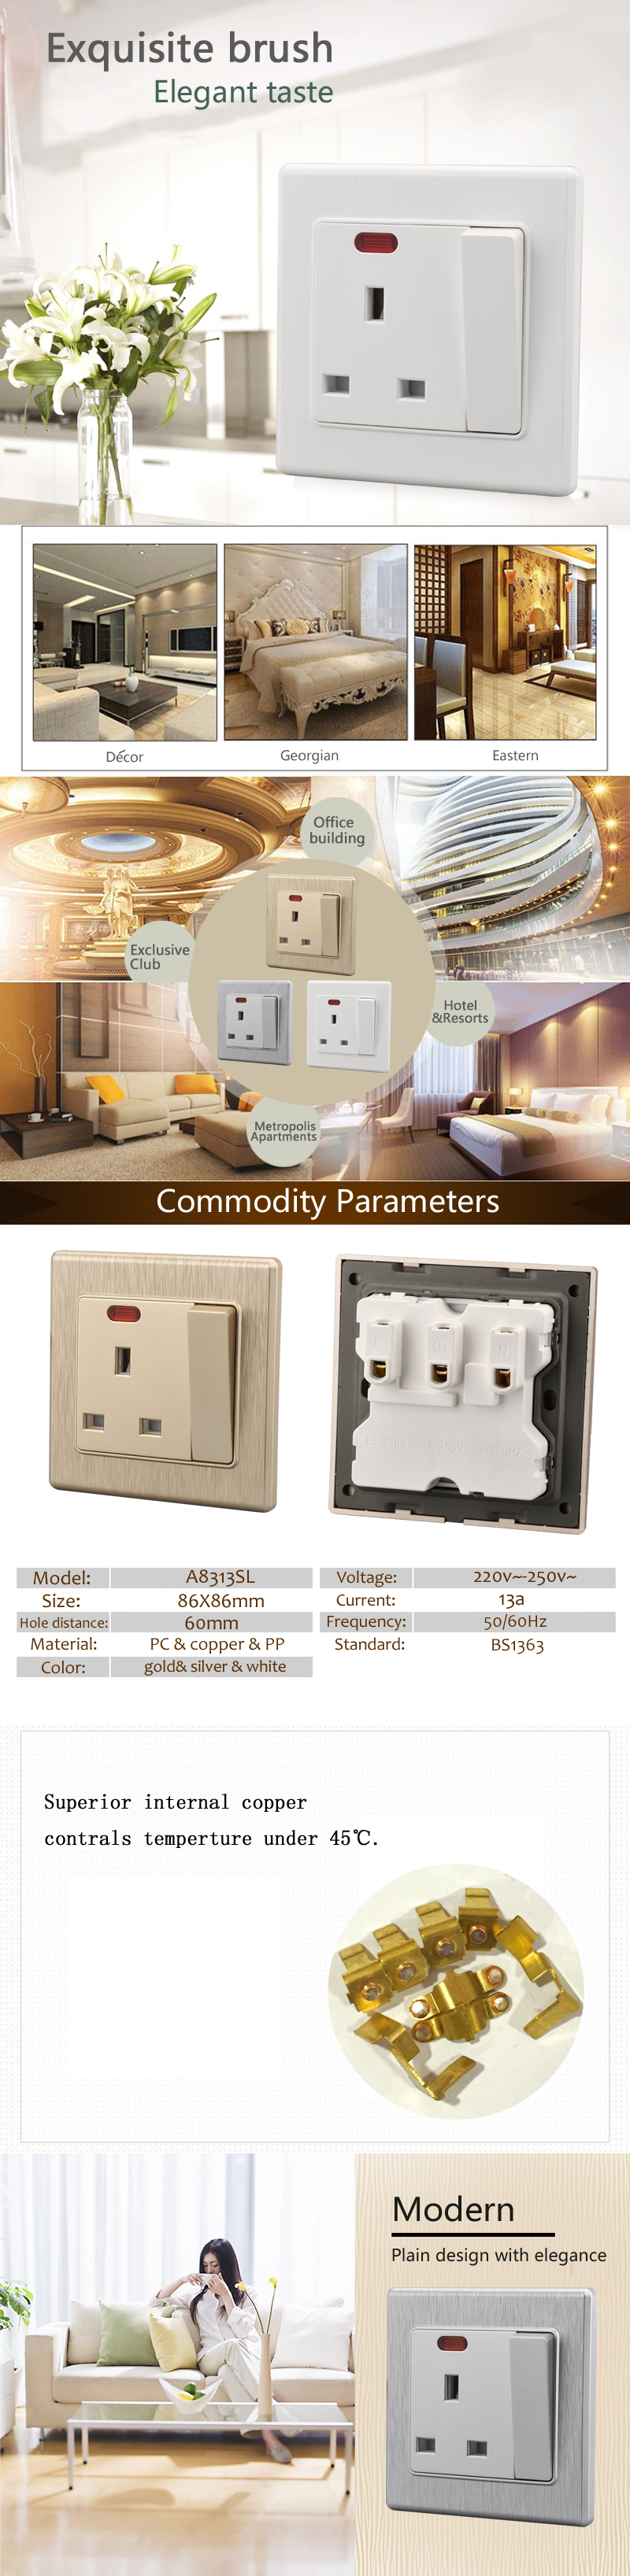 Exquisite brush
Elegant taste
Décor
Georgian
Eastern
Office
building
Exclusive
Club
Hotel
&Resorts
Metropolis
Apartments
Commodity Parameters
Model: A8313SL
Size: 86X86mm
Hole distance: 60mm
Material: PC & copper & PP
Color: gold& silver & white
Voltage: 220v~-250v~
Current: 13a
Frequency: 50/60Hz
Standard: BS1363
Superior internal copper
contrals temperture under 45℃.
Modern
Plain design with elegance